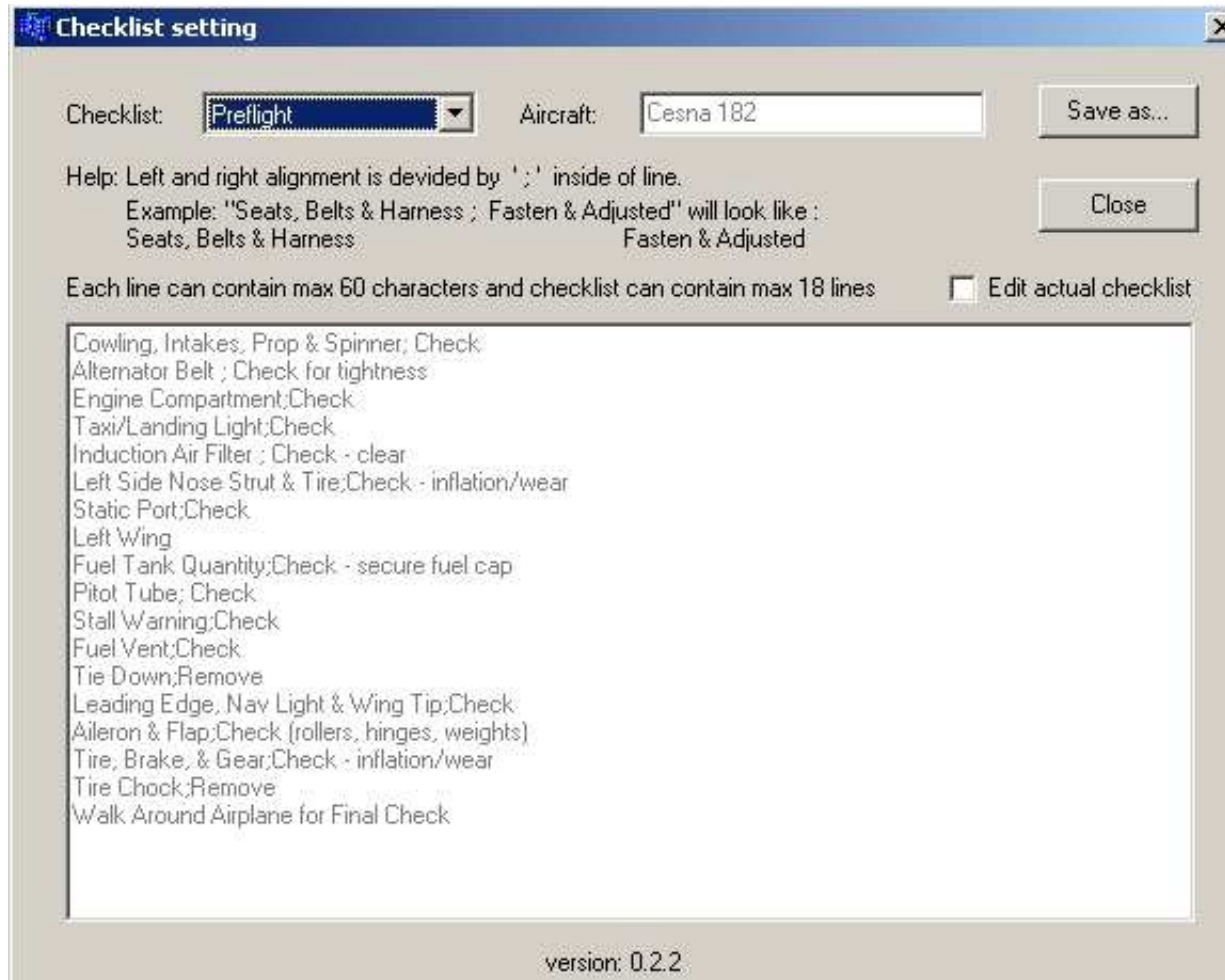 Checklist setting
Checklist: Preflight Aircraft: Cesna 182 Save as...
Help: Left and right alignment is devided by ' ; ' inside of line.
Example: "Seats, Belts & Harness ; Fasten & Adjusted" will look like :
Close
Seats, Belts & Harness Fasten & Adjusted
Each line can contain max 60 characters and checklist can contain max 18 lines Edit actual checklist
Cowling, Intakes, Prop & Spinner; Check
Alternator Belt ; Check for tightness
Engine Compartment;Check
Taxi/Landing Light;Check
Induction Air Filter ; Check - clear
Left Side Nose Strut & Tire;Check - inflation/wear
Static Port;Check
Left Wing
Fuel Tank Quantity;Check - secure fuel cap
Pitot Tube; Check
Stall Warning;Check
Fuel Vent;Check
Tie Down;Remove
Leading Edge, Nav Light & Wing Tip;Check
Aileron & Flap;Check (rollers, hinges, weights)
Tire, Brake, & Gear;Check - inflation/wear
Tire Chock;Remove
Walk Around Airplane for Final Check
version: 0.2.2